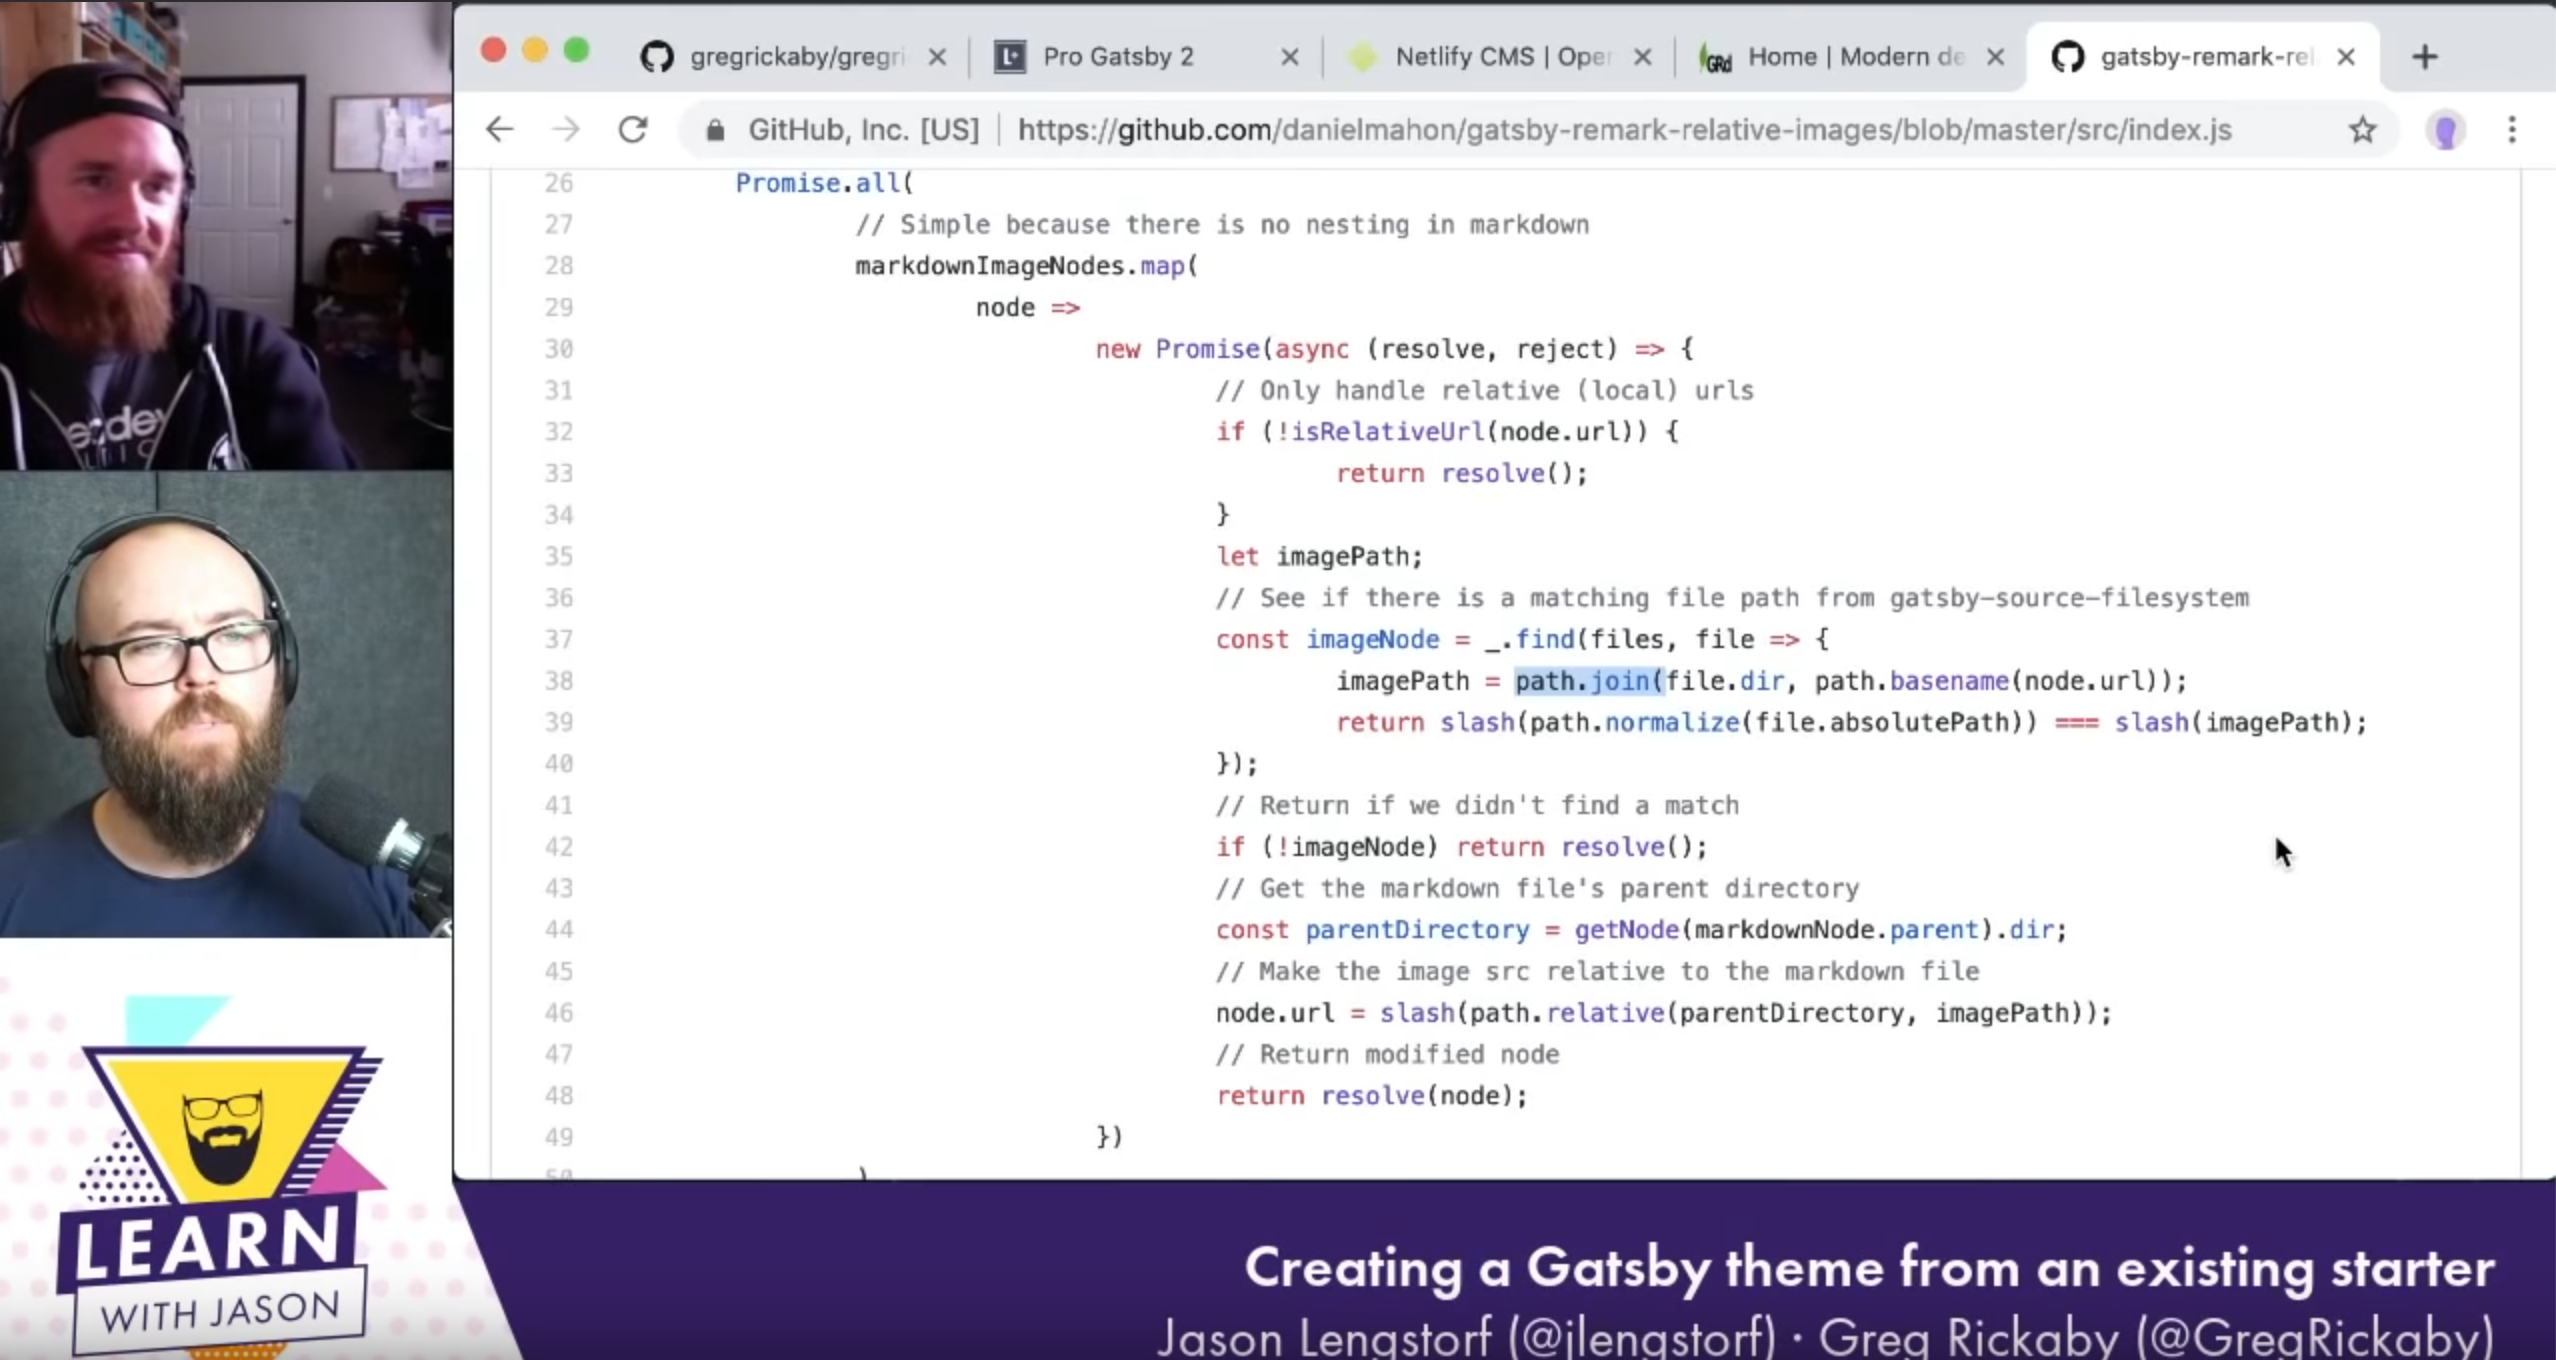 gregrickaby/gregri
Pro Gatsby 2
Netlify CMS | Oper
Home | Modern de
gatsby-remark-rel
GitHub, Inc. [US] | https://github.com/danielmahon/gatsby-remark-relative-images/blob/master/src/index.js
26 Promise.all(
27 // Simple because there is no nesting in markdown
28 markdownImageNodes.map(
29 node =>
30 new Promise(async (resolve, reject) => {
31 // Only handle relative (local) urls
32 if (!isRelativeUrl(node.url)) {
33 return resolve();
34 }
35 let imagePath;
36 // See if there is a matching file path from gatsby-source-filesystem
37 const imageNode = _.find(files, file => {
38 imagePath = path.join(file.dir, path.basename(node.url));
39 return slash(path.normalize(file.absolutePath)) === slash(imagePath);
40 });
41 // Return if we didn't find a match
42 if (!imageNode) return resolve();
43 // Get the markdown file's parent directory
44 const parentDirectory = getNode(markdownNode.parent).dir;
45 // Make the image src relative to the markdown file
46 node.url = slash(path.relative(parentDirectory, imagePath));
47 // Return modified node
48 return resolve(node);
49 })
50 )
LEARN
WITH JASON
Creating a Gatsby theme from an existing starter
Jason Lengstorf (@jlengstorf) · Greg Rickaby (@GregRickaby)